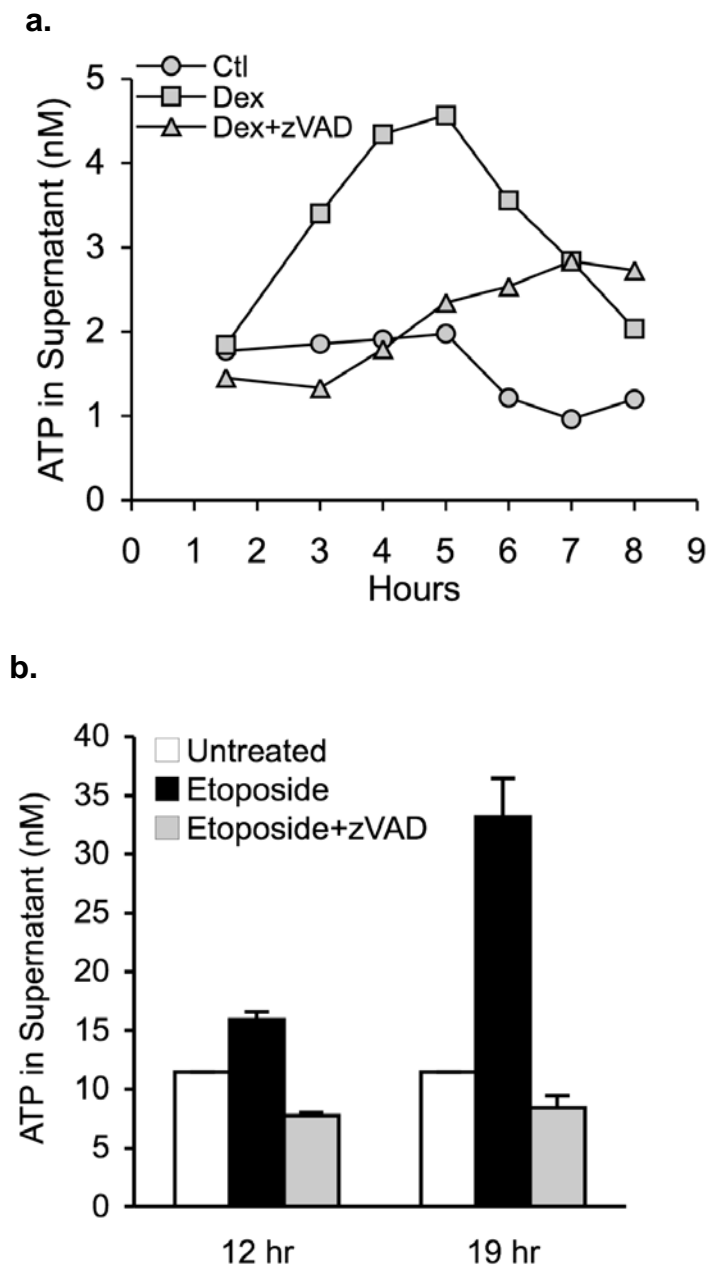 a.
Ctl
Dex
Dex+zVAD
ATP in Supernatant (nM)
5
4
3
2
1
0
0 1 2 3 4 5 6 7 8 9
Hours
b.
Untreated
Etoposide
Etoposide+zVAD
ATP in Supernatant (nM)
40
35
30
25
20
15
10
5
0
12 hr 19 hr